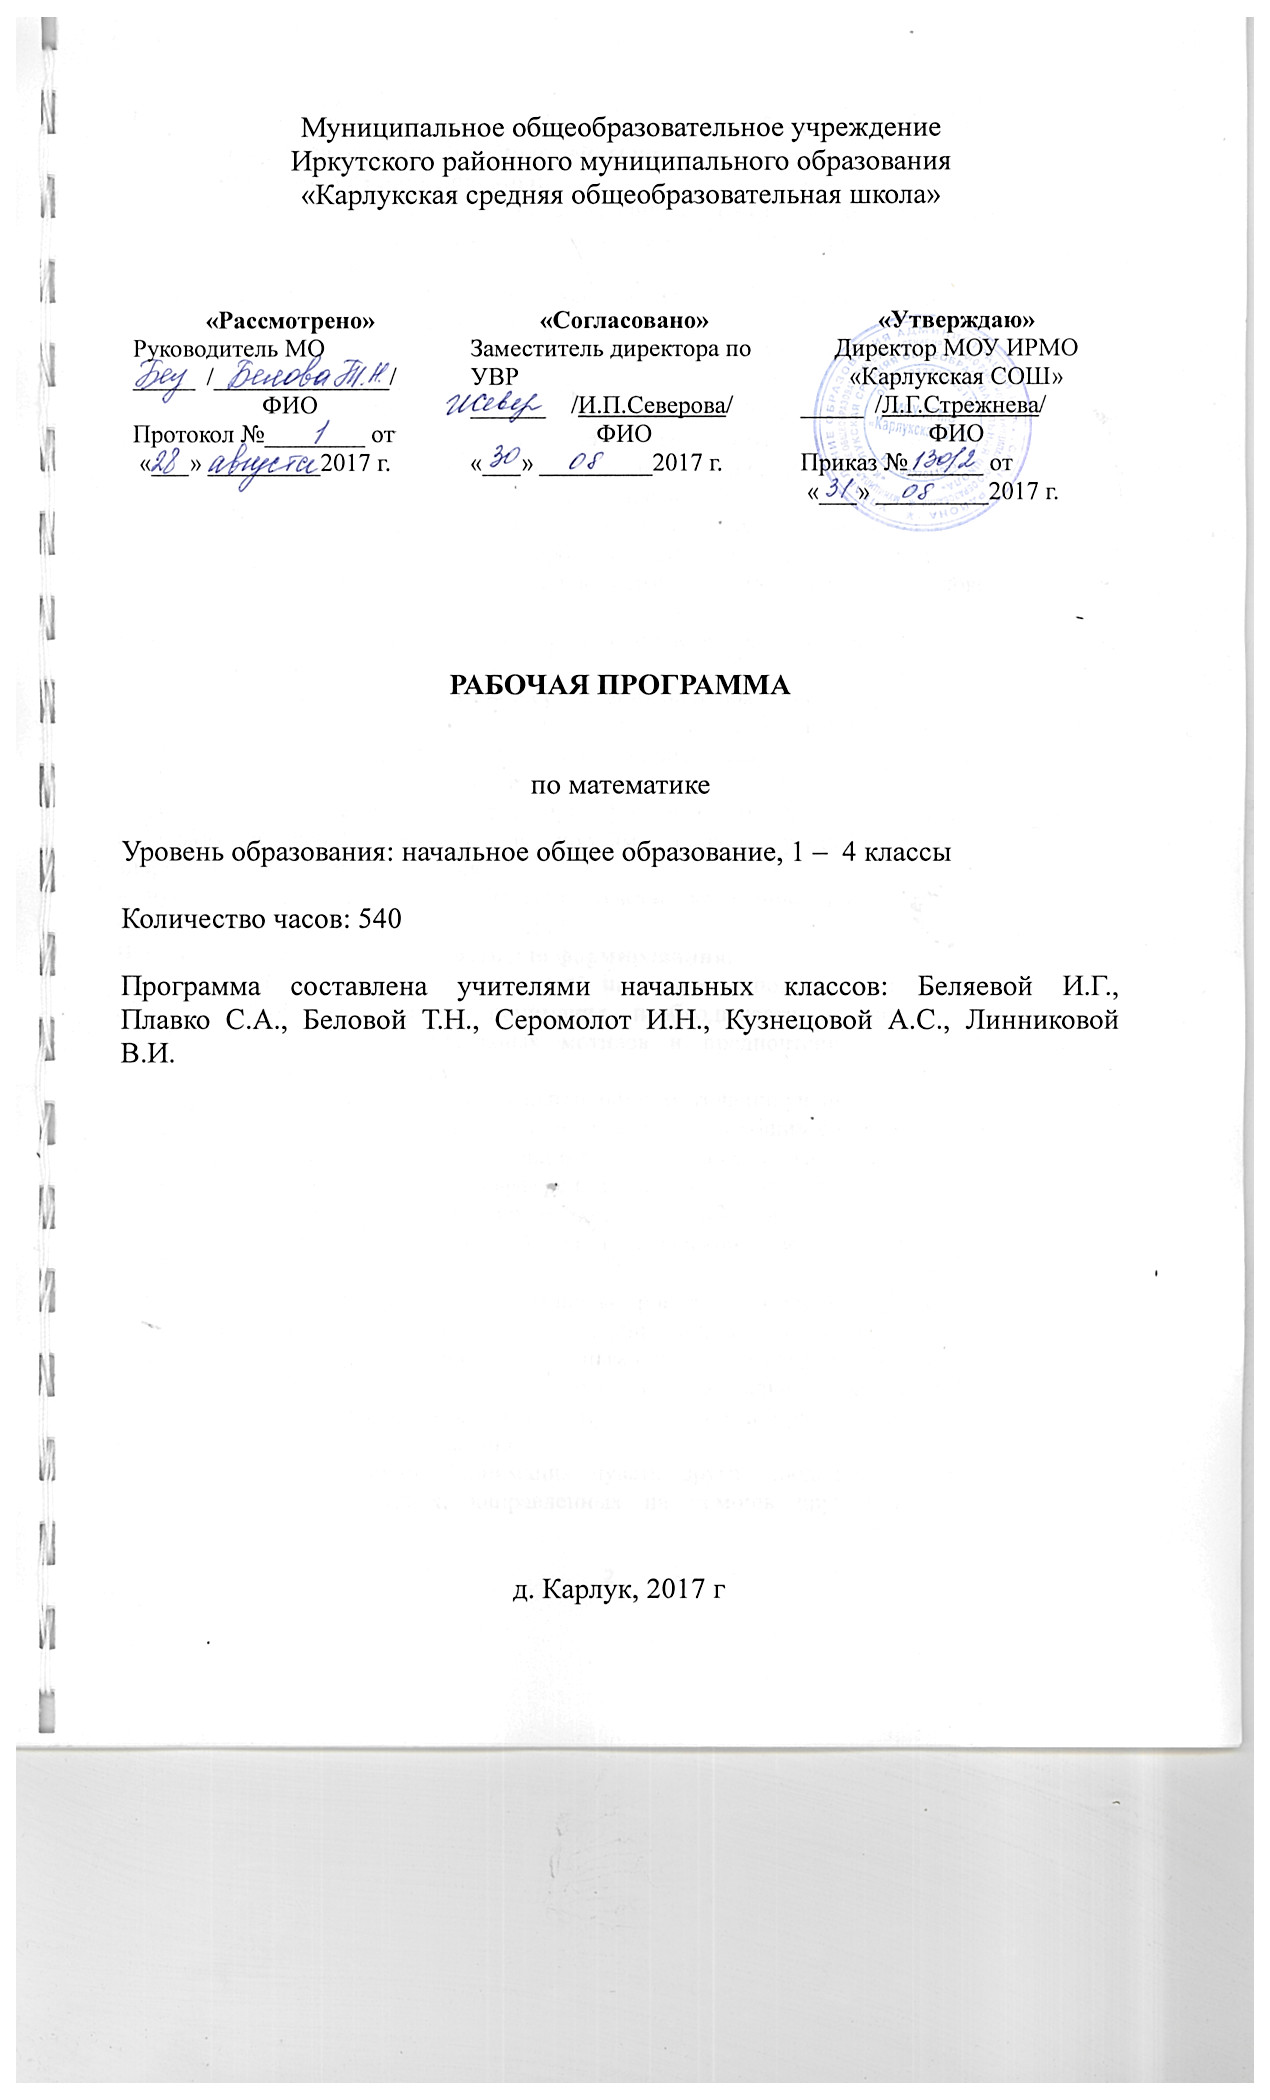 Муниципальное общеобразовательное учреждение
Иркутского районного муниципального образования
«Карлукская средняя общеобразовательная школа»
«Рассмотрено»
Руководитель МО
/ Белова Т.Н. /
ФИО
Протокол № 1 от
«28» августа 2017 г.
«Согласовано»
Заместитель директора по
УВР
/И.П.Северова/
ФИО
«30» 08 2017 г.
«Утверждаю»
Директор МОУ ИРМО
«Карлукская СОШ»
/Л.Г.Стрежнева/
ФИО
Приказ № 130/2 от
«31» 08 2017 г.
РАБОЧАЯ ПРОГРАММА
по математике
Уровень образования: начальное общее образование, 1 – 4 классы
Количество часов: 540
Программа составлена учителями начальных классов: Беляевой И.Г.,
Плавко С.А., Беловой Т.Н., Серомолот И.Н., Кузнецовой А.С., Линниковой
В.И.
д. Карлук, 2017 г